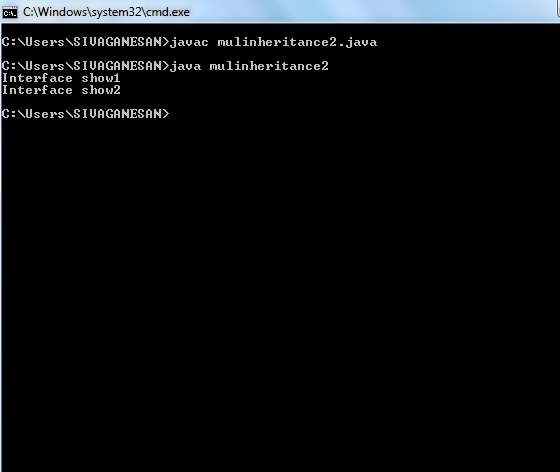 C:\Windows\system32\cmd.exe
C:\Users\SIVAGANESAN>javac mulinheritance2.java
C:\Users\SIVAGANESAN>java mulinheritance2
Interface show1
Interface show2
C:\Users\SIVAGANESAN>